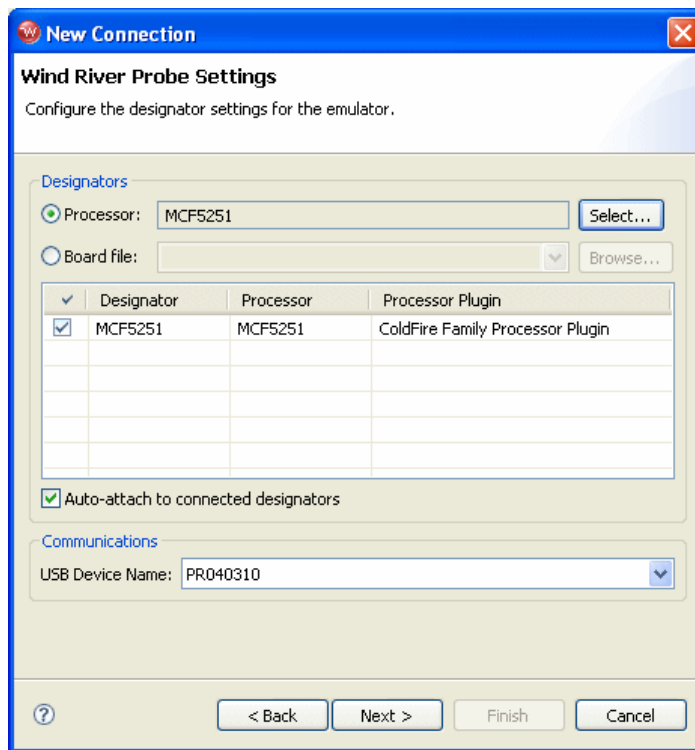 New Connection
Wind River Probe Settings
Configure the designator settings for the emulator.
Designators
Processor: MCF5251 Select...
Board file: Browse...
Designator Processor Processor Plugin
MCF5251 MCF5251 ColdFire Family Processor Plugin
Auto-attach to connected designators
Communications
USB Device Name: PR040310
? < Back Next > Finish Cancel